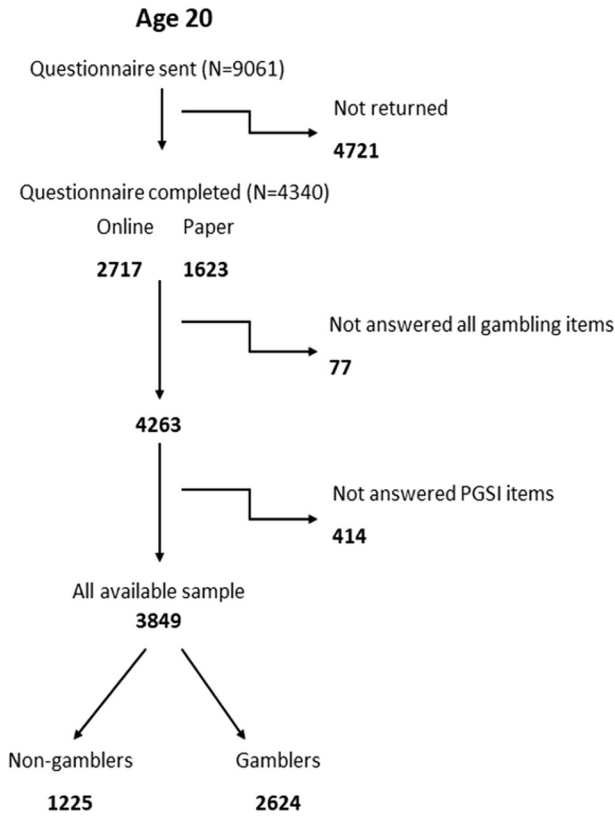 Age 20
Questionnaire sent (N=9061)
Not returned
4721
Questionnaire completed (N=4340)
Online Paper
2717 1623
Not answered all gambling items
77
4263
Not answered PGSI items
414
All available sample
3849
Non-gamblers Gamblers
1225 2624